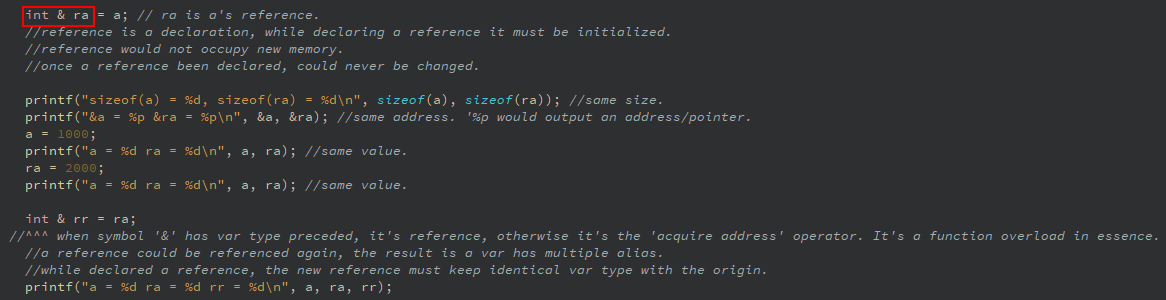 int & ra = a; // ra is a's reference.
//reference is a declaration, while declaring a reference it must be initialized.
//reference would not occupy new memory.
//once a reference been declared, could never be changed.
printf("sizeof(a) = %d, sizeof(ra) = %d\n", sizeof(a), sizeof(ra)); //same size.
printf("&a = %p &ra = %p\n", &a, &ra); //same address. '%p would output an address/pointer.
a = 1000;
printf("a = %d ra = %d\n", a, ra); //same value.
ra = 2000;
printf("a = %d ra = %d\n", a, ra); //same value.
int & rr = ra;
//^^^ when symbol '&' has var type preceded, it's reference, otherwise it's the 'acquire address' operator. It's a function overload in essence.
//a reference could be referenced again, the result is a var has multiple alias.
//while declared a reference, the new reference must keep identical var type with the origin.
printf("a = %d ra = %d rr = %d\n", a, ra, rr);